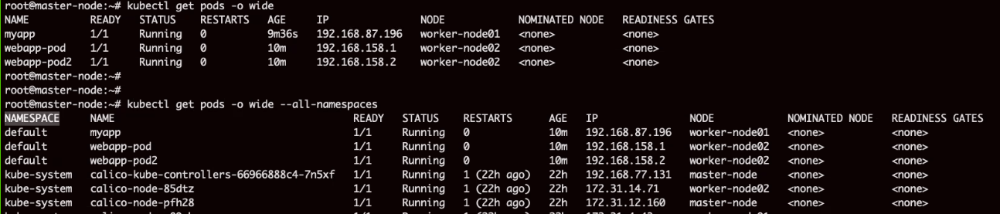 root@master-node:~# kubectl get pods -o wide
NAME READY STATUS RESTARTS AGE IP NODE NOMINATED NODE READINESS GATES
myapp 1/1 Running 0 9m36s 192.168.87.196 worker-node01 <none> <none>
webapp-pod 1/1 Running 0 10m 192.168.158.1 worker-node02 <none> <none>
webapp-pod2 1/1 Running 0 10m 192.168.158.2 worker-node02 <none> <none>
root@master-node:~#
root@master-node:~#
root@master-node:~# kubectl get pods -o wide --all-namespaces
NAMESPACE NAME READY STATUS RESTARTS AGE IP NODE NOMINATED NODE READINESS GATES
default myapp 1/1 Running 0 10m 192.168.87.196 worker-node01 <none> <none>
default webapp-pod 1/1 Running 0 10m 192.168.158.1 worker-node02 <none> <none>
default webapp-pod2 1/1 Running 0 10m 192.168.158.2 worker-node02 <none> <none>
kube-system calico-kube-controllers-66966888c4-7n5xf 1/1 Running 1 (22h ago) 22h 192.168.77.131 master-node <none> <none>
kube-system calico-node-85dtz 1/1 Running 1 (22h ago) 22h 172.31.14.71 worker-node02 <none> <none>
kube-system calico-node-pfh28 1/1 Running 1 (22h ago) 22h 172.31.12.160 master-node <none> <none>